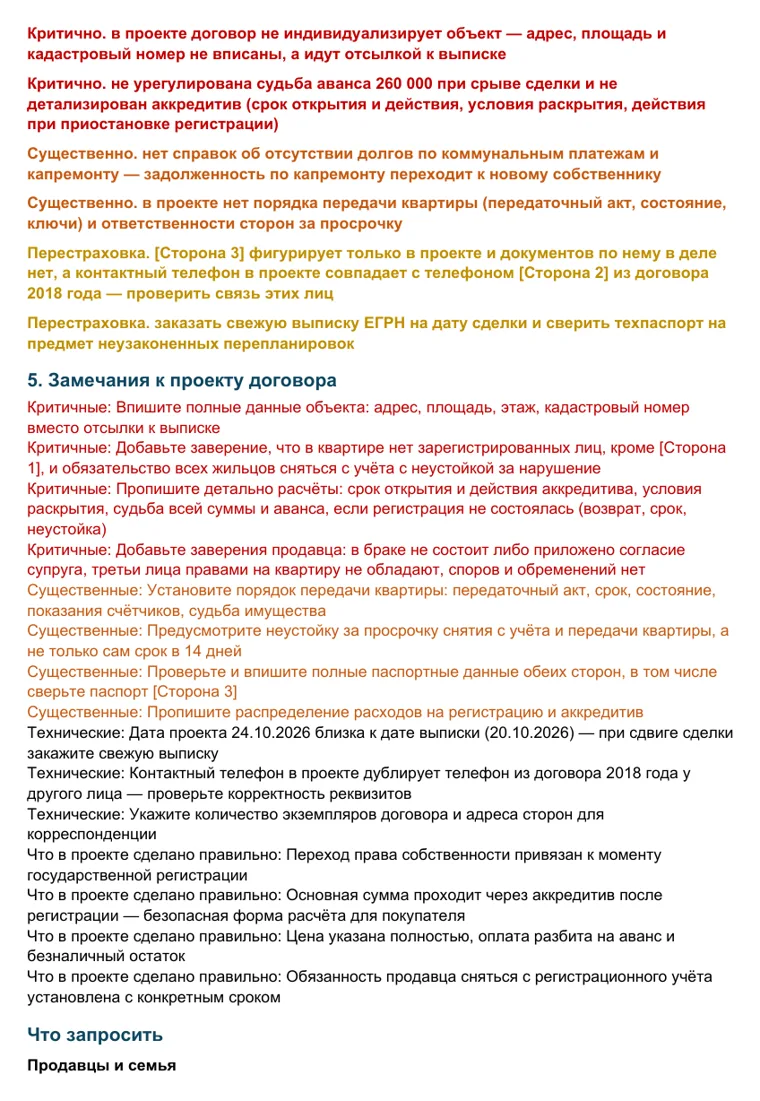 Критично. в проекте договор не индивидуализирует объект — адрес, площадь и
кадастровый номер не вписаны, а идут отсылкой к выписке
Критично. не урегулирована судьба аванса 260 000 при срыве сделки и не
детализирован аккредитив (срок открытия и действия, условия раскрытия, действия
при приостановке регистрации)
Существенно. нет справок об отсутствии долгов по коммунальным платежам и
капремонту — задолженность по капремонту переходит к новому собственнику
Существенно. в проекте нет порядка передачи квартиры (передаточный акт, состояние,
ключи) и ответственности сторон за просрочку
Перестраховка. [Сторона 3] фигурирует только в проекте и документов по нему в деле
нет, а контактный телефон в проекте совпадает с телефоном [Сторона 2] из договора
2018 года — проверить связь этих лиц
Перестраховка. заказать свежую выписку ЕГРН на дату сделки и сверить техпаспорт на
предмет неузаконенных перепланировок
5. Замечания к проекту договора
Критичные: Впишите полные данные объекта: адрес, площадь, этаж, кадастровый номер
вместо отсылки к выписке
Критичные: Добавьте заверение, что в квартире нет зарегистрированных лиц, кроме [Сторона
1], и обязательство всех жильцов сняться с учёта с неустойкой за нарушение
Критичные: Пропишите детально расчёты: срок открытия и действия аккредитива, условия
раскрытия, судьба всей суммы и аванса, если регистрация не состоялась (возврат, срок,
неустойка)
Критичные: Добавьте заверения продавца: в браке не состоит либо приложено согласие
супруга, третьи лица правами на квартиру не обладают, споров и обременений нет
Существенные: Установите порядок передачи квартиры: передаточный акт, срок, состояние,
показания счётчиков, судьба имущества
Существенные: Предусмотрите неустойку за просрочку снятия с учёта и передачи квартиры, а
не только сам срок в 14 дней
Существенные: Проверьте и впишите полные паспортные данные обеих сторон, в том числе
сверьте паспорт [Сторона 3]
Существенные: Пропишите распределение расходов на регистрацию и аккредитив
Технические: Дата проекта 24.10.2026 близка к дате выписки (20.10.2026) — при сдвиге сделки
закажите свежую выписку
Технические: Контактный телефон в проекте дублирует телефон из договора 2018 года у
другого лица — проверьте корректность реквизитов
Технические: Укажите количество экземпляров договора и адреса сторон для
корреспонденции
Что в проекте сделано правильно: Переход права собственности привязан к моменту
государственной регистрации
Что в проекте сделано правильно: Основная сумма проходит через аккредитив после
регистрации — безопасная форма расчёта для покупателя
Что в проекте сделано правильно: Цена указана полностью, оплата разбита на аванс и
безналичный остаток
Что в проекте сделано правильно: Обязанность продавца сняться с регистрационного учёта
установлена с конкретным сроком
Что запросить
Продавцы и семья